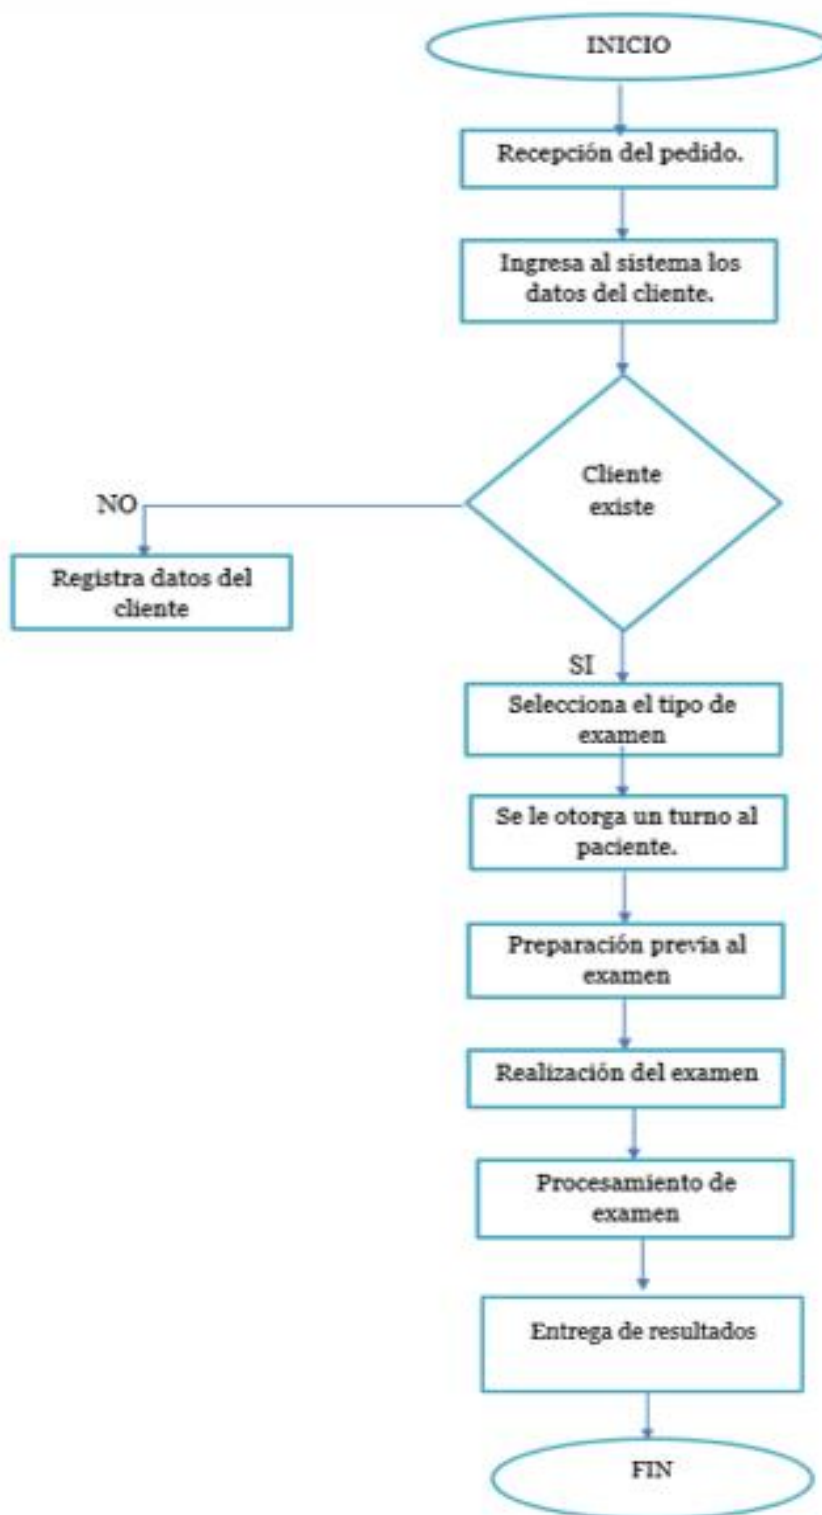 INICIO
Recepción del pedido.
Ingresa al sistema los
datos del cliente.
Cliente
existe
NO
Registra datos del
cliente
SI
Selecciona el tipo de
examen
Se le otorga un turno al
paciente.
Preparación previa al
examen
Realización del examen
Procesamiento de
examen
Entrega de resultados
FIN